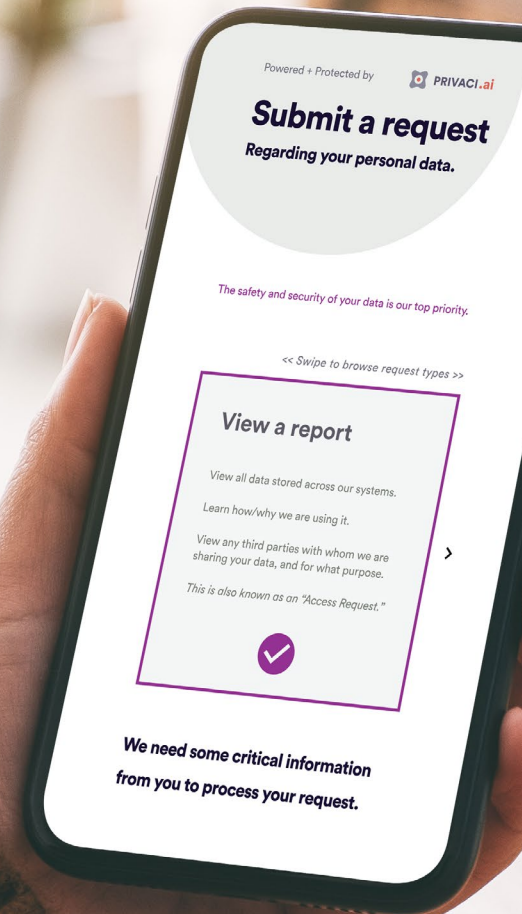 Powered + Protected by PRIVACI.ai
Submit a request
Regarding your personal data.
The safety and security of your data is our top priority.
<< Swipe to browse request types >>
View a report
View all data stored across our systems.
Learn how/why we are using it.
View any third parties with whom we are
sharing your data, and for what purpose.
This is also known as an “Access Request.”
We need some critical information
from you to process your request.